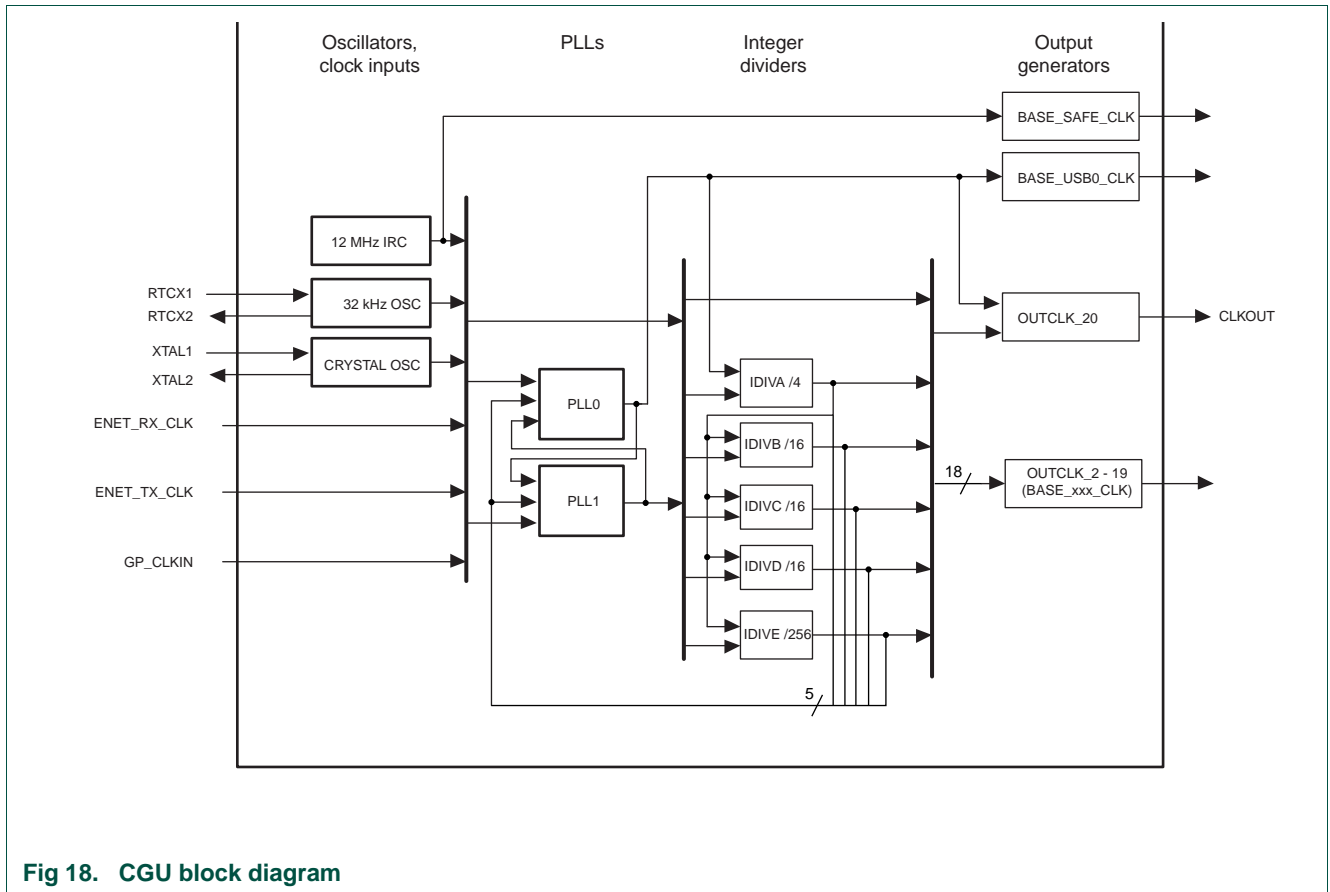 Oscillators,
clock inputs
PLLs
Integer
dividers
Output
generators
BASE_SAFE_CLK
BASE_USB0_CLK
12 MHz IRC
RTCX1
RTCX2
32 kHz OSC
OUTCLK_20
CLKOUT
XTAL1
XTAL2
CRYSTAL OSC
ENET_RX_CLK
PLL0
IDIVA /4
IDIVB /16
PLL1
IDIVC /16
IDIVD /16
IDIVE /256
18
OUTCLK_2 - 19
(BASE_xxx_CLK)
ENET_TX_CLK
GP_CLKIN
5
Fig 18. CGU block diagram